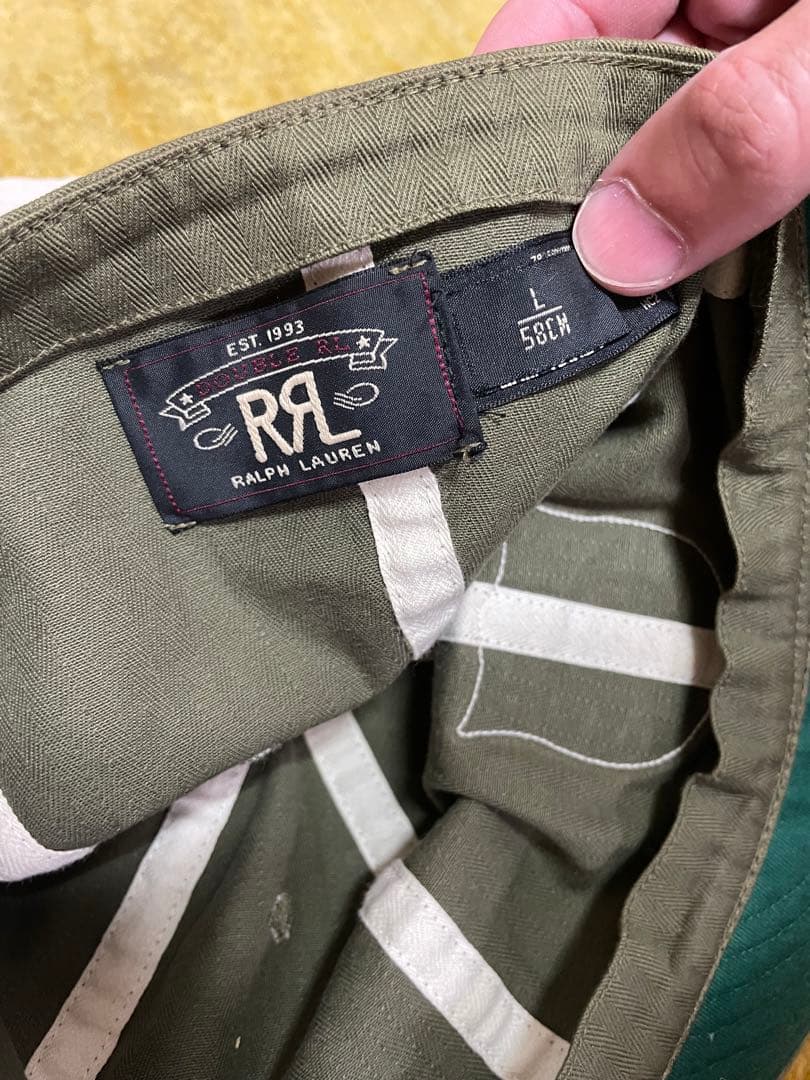 EST. 1993
DOUBLE RL
RRL
RALPH LAUREN
L
58CM